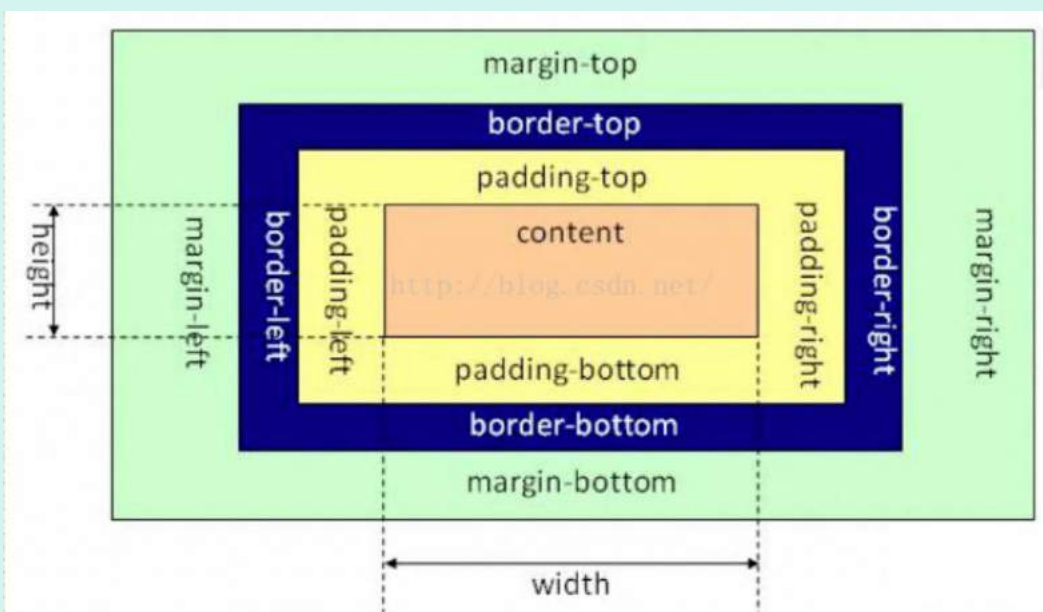 margin-top
border-top
padding-top
content
http://blog.csdn.net/
height
margin-left
border-left
padding-left
padding-right
border-right
margin-right
padding-bottom
border-bottom
margin-bottom
width